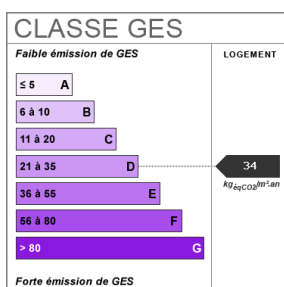 CLASSE GES
Faible émission de GES
LOGEMENT
≤ 5 A
6 à 10 B
11 à 20 C
21 à 35 D
34
kgéqCO2/m².an
36 à 55 E
56 à 80 F
> 80 G
Forte émission de GES